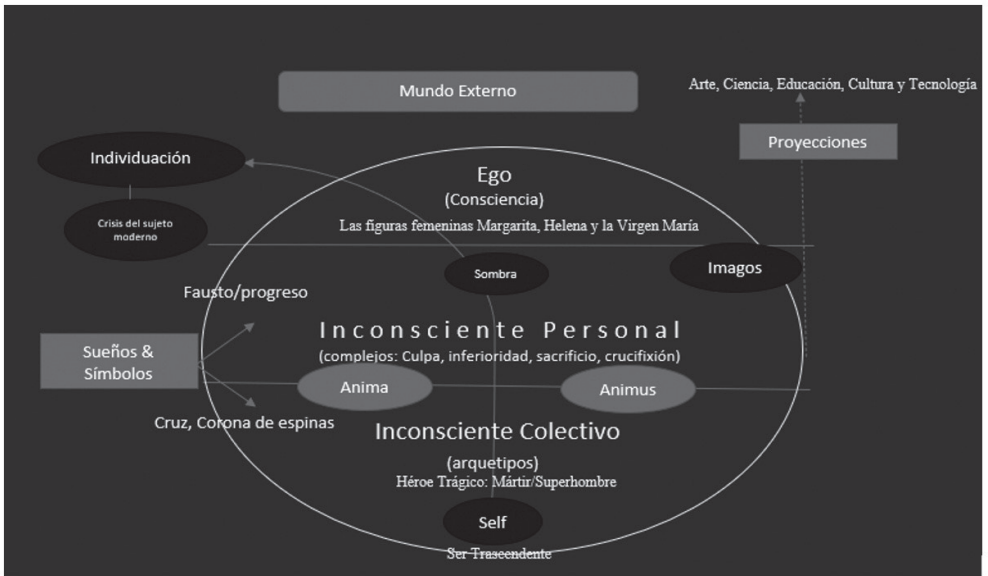 Mundo Externo
Arte, Ciencia, Educación, Cultura y Tecnología
Proyecciones
Individuación
Crisis del sujeto
moderno
Ego
(Consciencia)
Las figuras femeninas Margarita, Helena y la Virgen María
Sombra
Imagos
Fausto/progreso
Inconsciente Personal
(complejos: Culpa, inferioridad, sacrificio, crucifixión)
Sueños &
Símbolos
Anima
Animus
Cruz, Corona de espinas
Inconsciente Colectivo
(arquetipos)
Héroe Trágico: Mártir/Superhombre
Self
Ser Trascendente